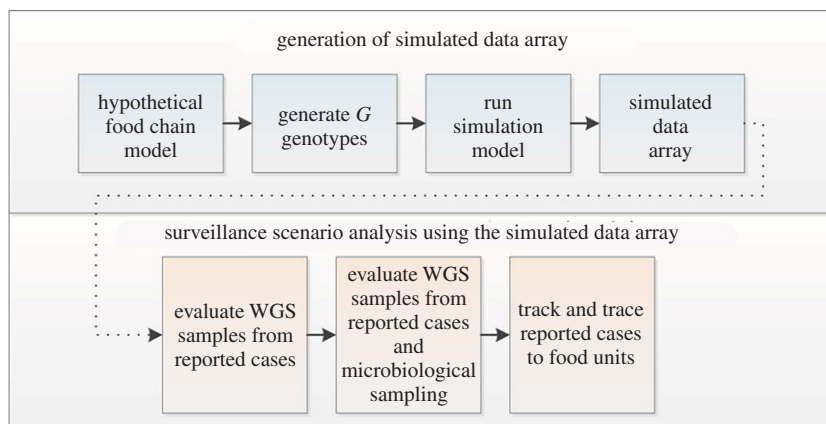 generation of simulated data array
hypothetical
food chain
model
generate G
genotypes
run
simulation
model
simulated
data
array
surveillance scenario analysis using the simulated data array
evaluate WGS
samples from
reported cases
evaluate WGS
samples from
reported cases
and
microbiological
sampling
track and trace
reported cases
to food units